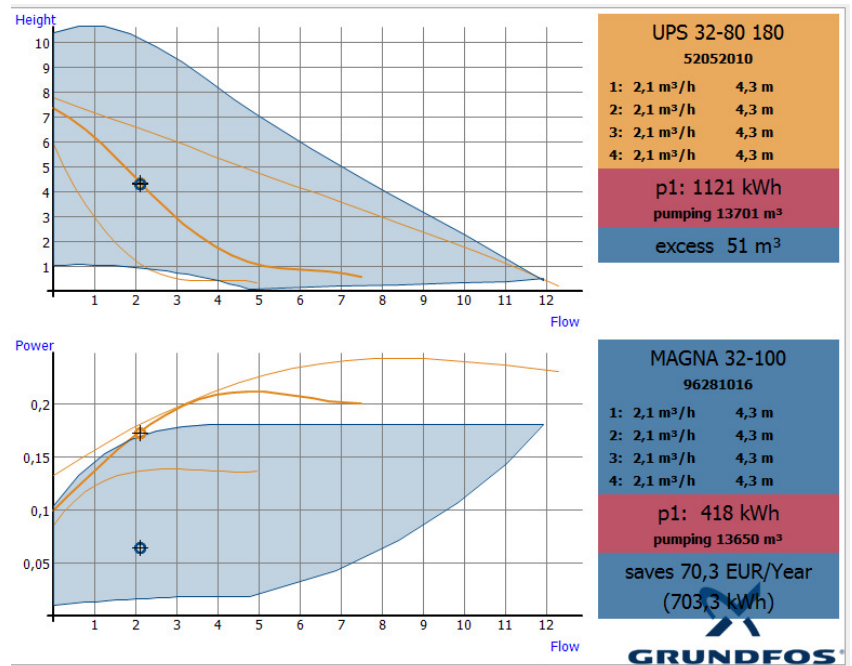 Height
10
9
8
7
6
5
4
3
2
1
1 2 3 4 5 6 7 8 9 10 11 12
Flow
Power
0,2
0,15
0,1
0,05
1 2 3 4 5 6 7 8 9 10 11 12
Flow
UPS 32-80 180
52052010
1: 2,1 m³/h 4,3 m
2: 2,1 m³/h 4,3 m
3: 2,1 m³/h 4,3 m
4: 2,1 m³/h 4,3 m
p1: 1121 kWh
pumping 13701 m³
excess 51 m³
MAGNA 32-100
96281016
1: 2,1 m³/h 4,3 m
2: 2,1 m³/h 4,3 m
3: 2,1 m³/h 4,3 m
4: 2,1 m³/h 4,3 m
p1: 418 kWh
pumping 13650 m³
saves 70,3 EUR/Year
(703,3 kWh)
GRUNDFOS